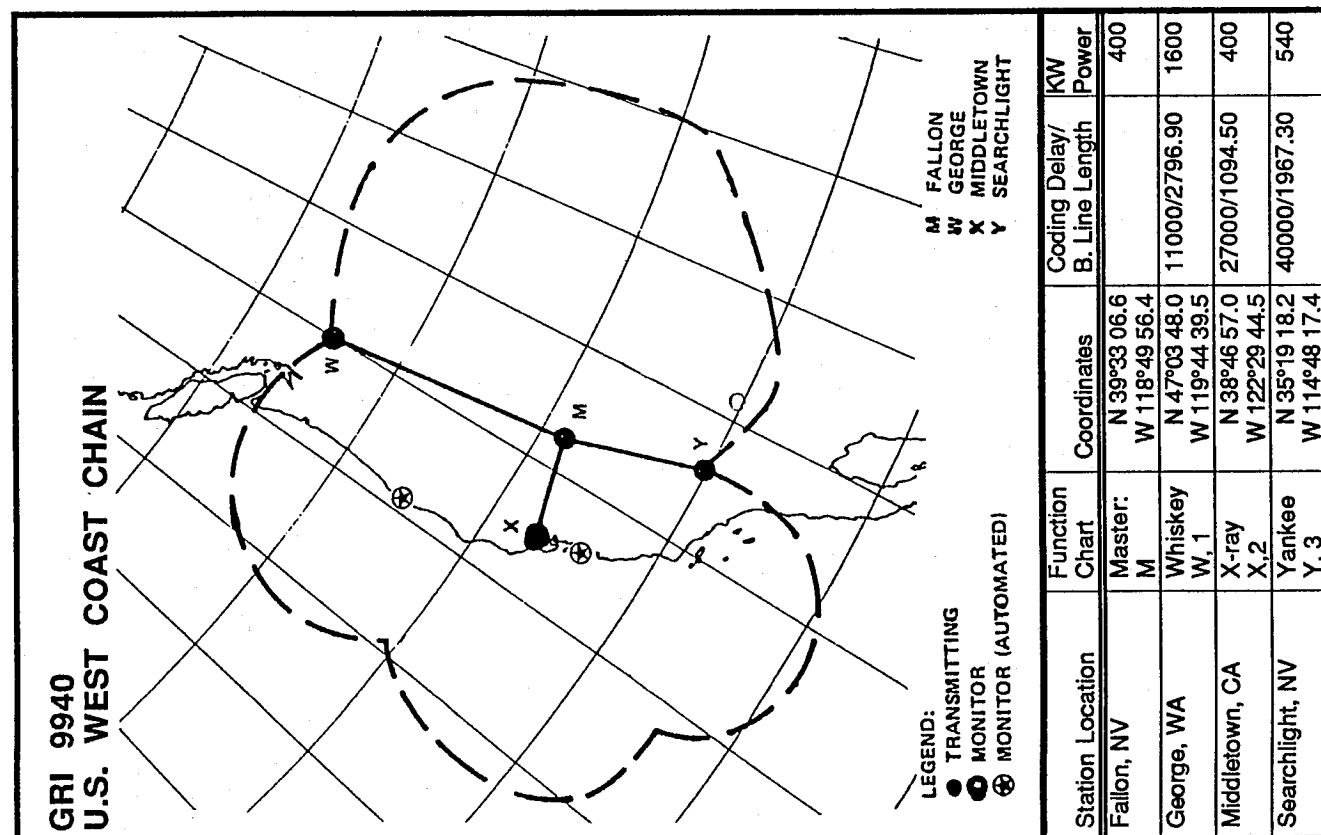 GRI 9940
U.S. WEST COAST CHAIN
W
M
X
Y
LEGEND:
TRANSMITTING
MONITOR
MONITOR (AUTOMATED)
M FALLON
W GEORGE
X MIDDLETOWN
Y SEARCHLIGHT
Station Location Function Chart Coordinates Coding Delay/ B. Line Length KW Power
Fallon, NV Master: M N 39°33 06.6 W 118°49 56.4 400
George, WA Whiskey W, 1 N 47°03 48.0 W 119°44 39.5 11000/2796.90 1600
Middletown, CA X-ray X,2 N 38°46 57.0 W 122°29 44.5 27000/1094.50 400
Searchlight, NV Yankee Y, 3 N 35°19 18.2 W 114°48 17.4 40000/1967.30 540